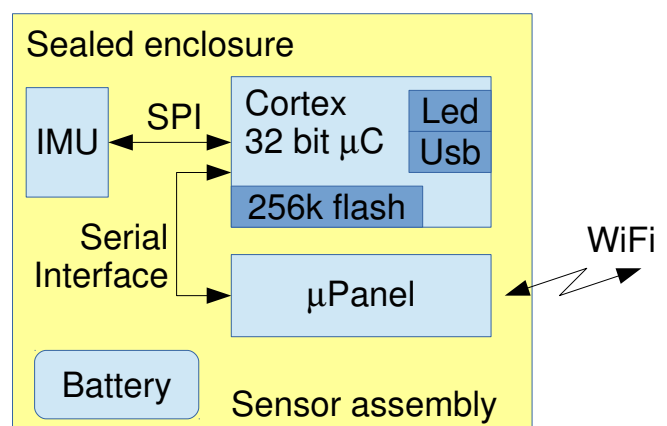 Sealed enclosure
IMU
SPI
Cortex
32 bit μC
Led
Usb
256k flash
Serial
Interface
μPanel
WiFi
Battery
Sensor assembly